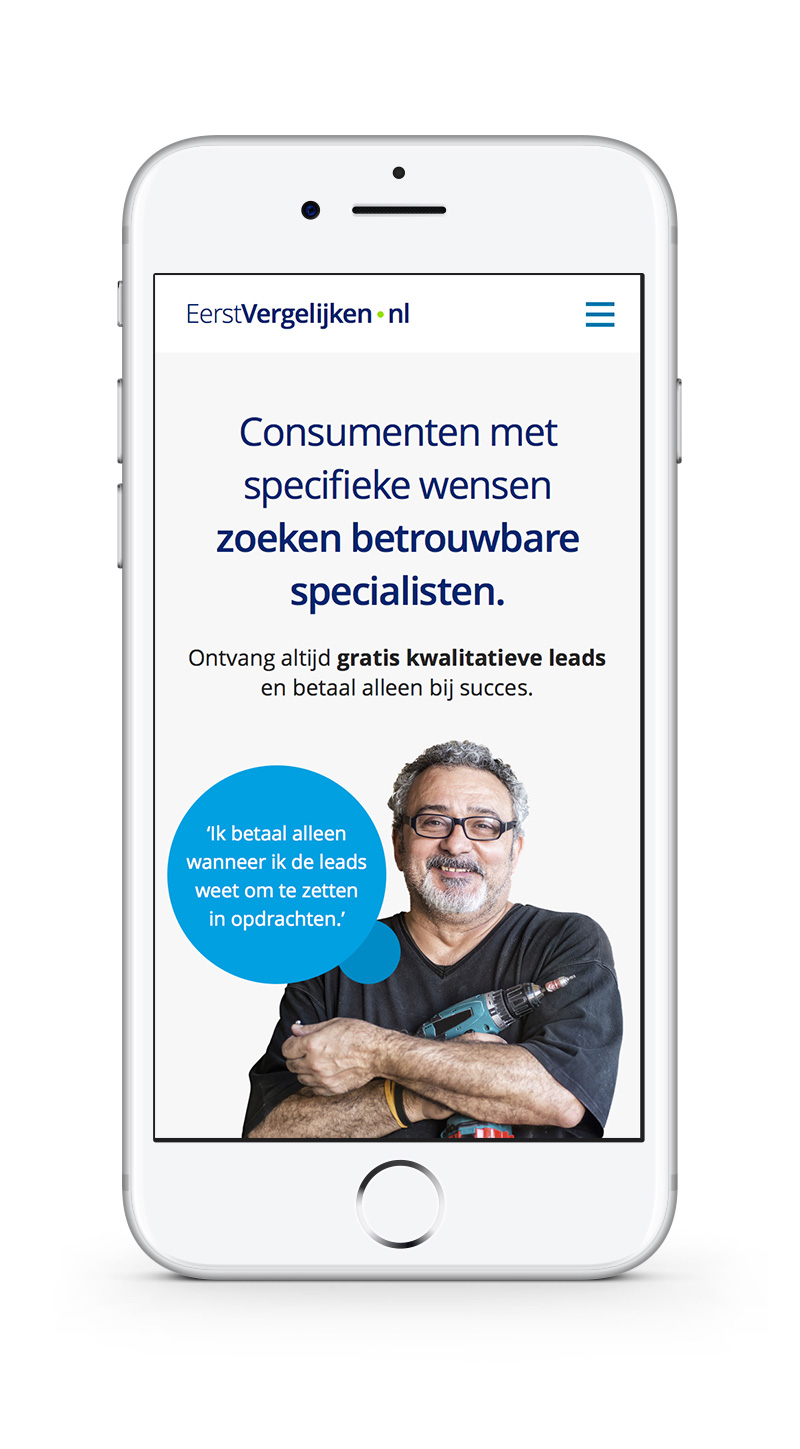 EerstVergelijken•nl
Consumenten met
specifieke wensen
zoeken betrouwbare
specialisten.
Ontvang altijd gratis kwalitatieve leads
en betaal alleen bij succes.
‘Ik betaal alleen
wanneer ik de leads
weet om te zetten
in opdrachten.’